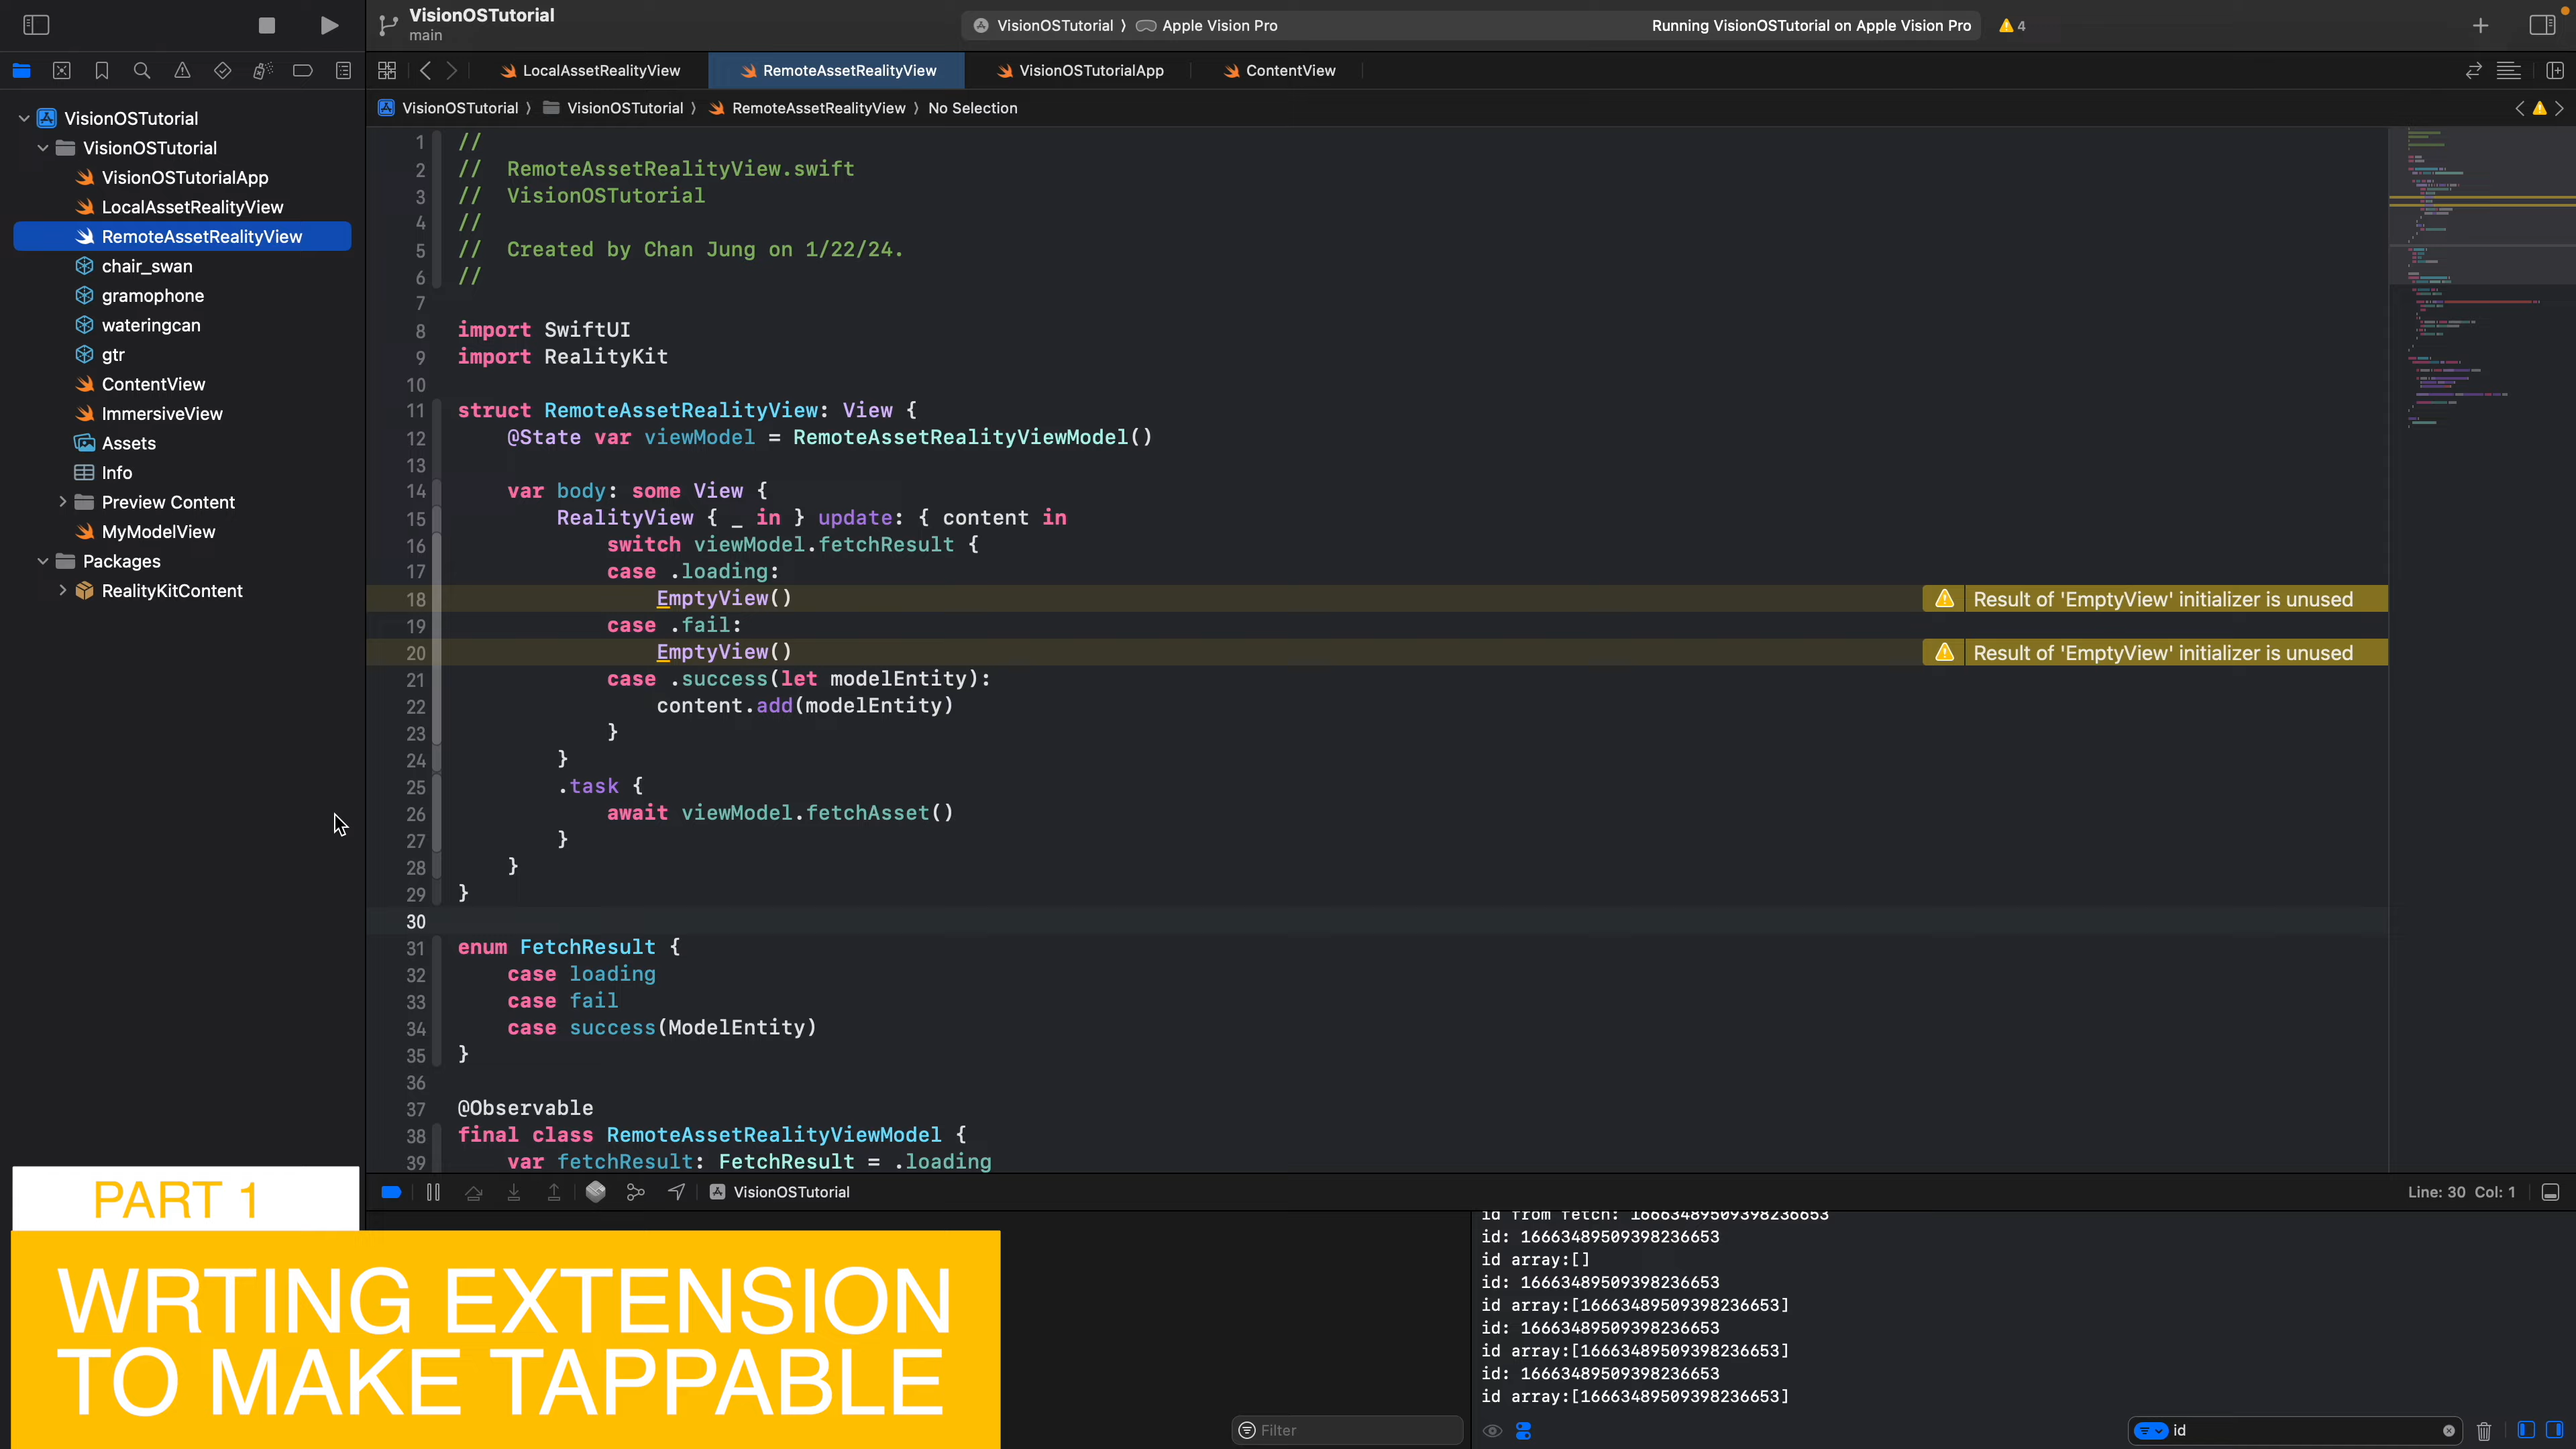 VisionOSTutorial
main
VisionOSTutorial 〉 Apple Vision Pro
Running VisionOSTutorial on Apple Vision Pro
4
LocalAssetRealityView
RemoteAssetRealityView
VisionOSTutorialApp
ContentView
VisionOSTutorial 〉 VisionOSTutorial 〉 RemoteAssetRealityView 〉 No Selection
VisionOSTutorial
VisionOSTutorial
VisionOSTutorialApp
LocalAssetRealityView
RemoteAssetRealityView
chair_swan
gramophone
wateringcan
gtr
ContentView
ImmersiveView
Assets
Info
Preview Content
MyModelView
Packages
RealityKitContent
1 //
2 //  RemoteAssetRealityView.swift
3 //  VisionOSTutorial
4 //
5 //  Created by Chan Jung on 1/22/24.
6 //
7
8 import SwiftUI
9 import RealityKit
10
11 struct RemoteAssetRealityView: View {
12     @State var viewModel = RemoteAssetRealityViewModel()
13
14     var body: some View {
15         RealityView { _ in } update: { content in
16             switch viewModel.fetchResult {
17             case .loading:
18                 EmptyView() Result of 'EmptyView' initializer is unused
19             case .fail:
20                 EmptyView() Result of 'EmptyView' initializer is unused
21             case .success(let modelEntity):
22                 content.add(modelEntity)
23             }
24         }
25         .task {
26             await viewModel.fetchAsset()
27         }
28     }
29 }
30
31 enum FetchResult {
32     case loading
33     case fail
34     case success(ModelEntity)
35 }
36
37 @Observable
38 final class RemoteAssetRealityViewModel {
39     var fetchResult: FetchResult = .loading
VisionOSTutorial
Line: 30 Col: 1
id from fetch: 16663489509398236653
id: 16663489509398236653
id array:[]
id: 16663489509398236653
id array:[16663489509398236653]
id: 16663489509398236653
id array:[16663489509398236653]
id: 16663489509398236653
id array:[16663489509398236653]
Filter
id
PART 1
WRTING EXTENSION
TO MAKE TAPPABLE